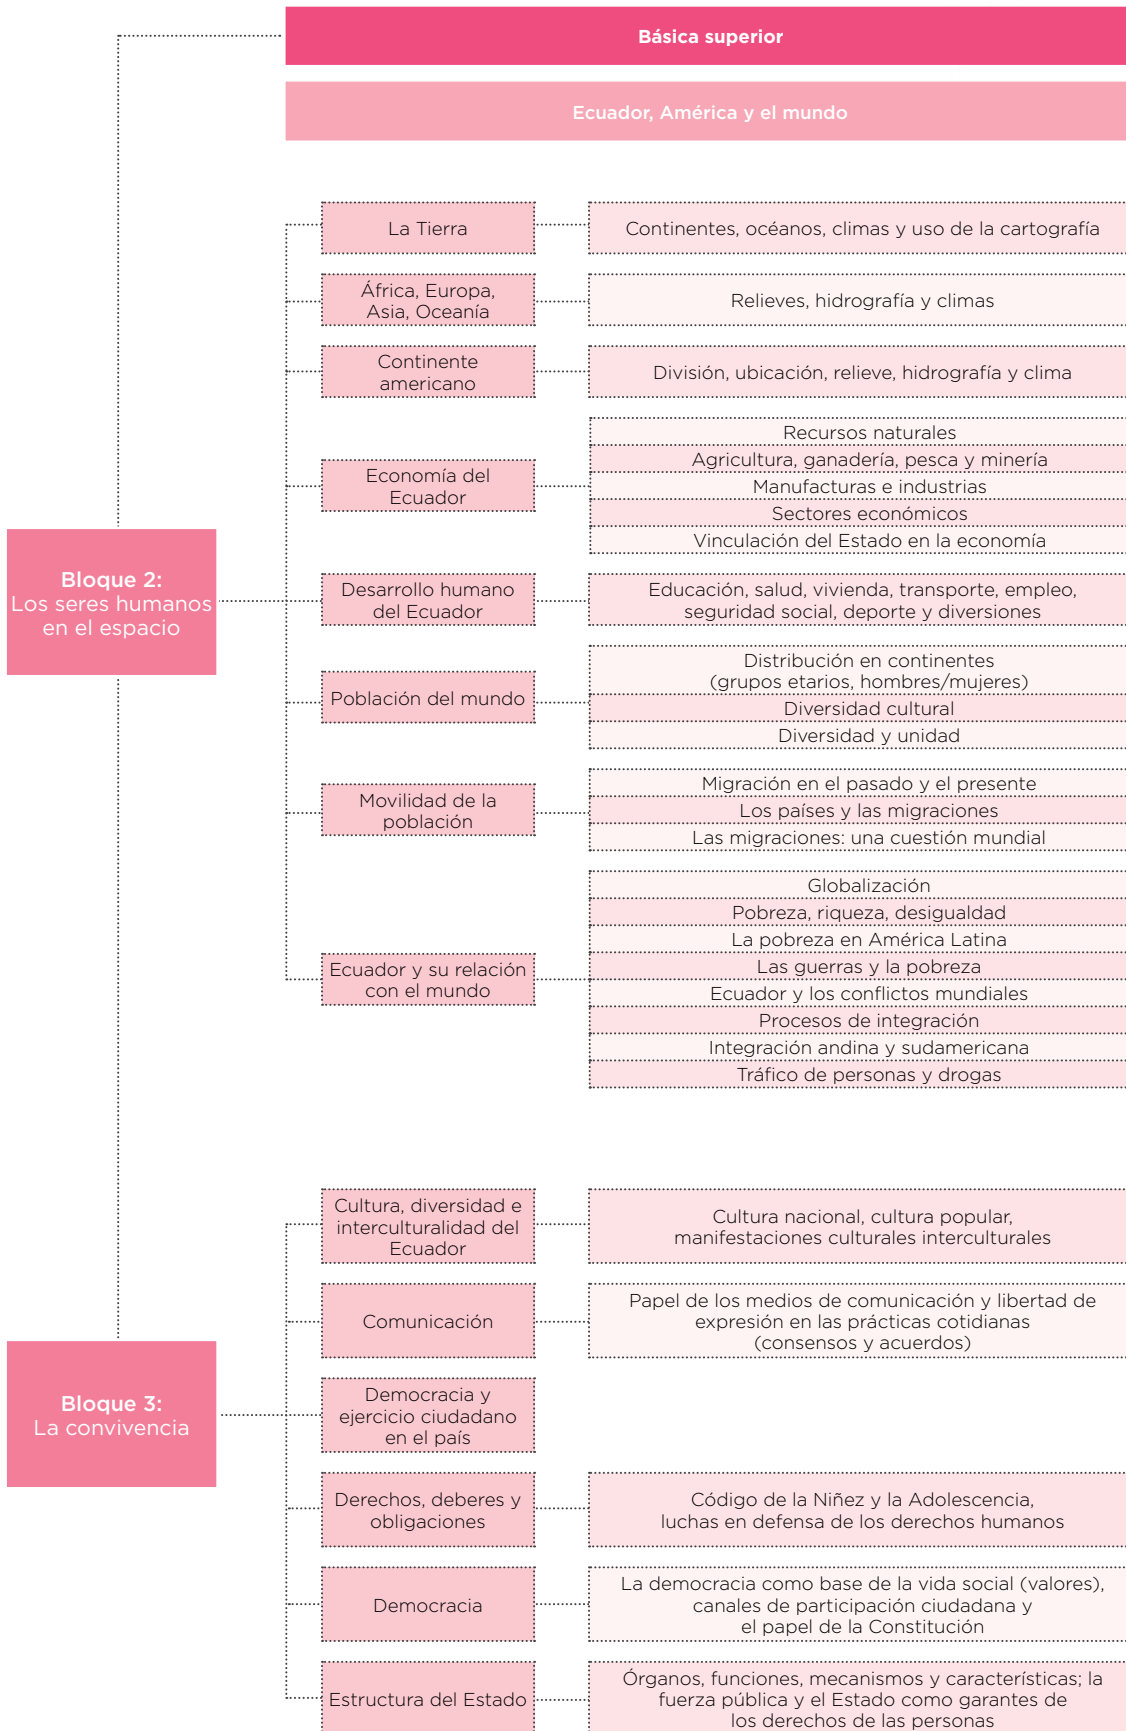 Básica superior
Ecuador, América y el mundo
Bloque 2:
Los seres humanos
en el espacio
La Tierra
Continentes, océanos, climas y uso de la cartografía
África, Europa,
Asia, Oceanía
Relieves, hidrografía y climas
Continente
americano
División, ubicación, relieve, hidrografía y clima
Economía del
Ecuador
Recursos naturales
Agricultura, ganadería, pesca y minería
Manufacturas e industrias
Sectores económicos
Vinculación del Estado en la economía
Desarrollo humano
del Ecuador
Educación, salud, vivienda, transporte, empleo,
seguridad social, deporte y diversiones
Población del mundo
Distribución en continentes
(grupos etarios, hombres/mujeres)
Diversidad cultural
Diversidad y unidad
Movilidad de la
población
Migración en el pasado y el presente
Los países y las migraciones
Las migraciones: una cuestión mundial
Ecuador y su relación
con el mundo
Globalización
Pobreza, riqueza, desigualdad
La pobreza en América Latina
Las guerras y la pobreza
Ecuador y los conflictos mundiales
Procesos de integración
Integración andina y sudamericana
Tráfico de personas y drogas
Bloque 3:
La convivencia
Cultura, diversidad e
interculturalidad del
Ecuador
Cultura nacional, cultura popular,
manifestaciones culturales interculturales
Comunicación
Papel de los medios de comunicación y libertad de
expresión en las prácticas cotidianas
(consensos y acuerdos)
Democracia y
ejercicio ciudadano
en el país
Derechos, deberes y
obligaciones
Código de la Niñez y la Adolescencia,
luchas en defensa de los derechos humanos
Democracia
La democracia como base de la vida social (valores),
canales de participación ciudadana y
el papel de la Constitución
Estructura del Estado
Órganos, funciones, mecanismos y características; la
fuerza pública y el Estado como garantes de
los derechos de las personas